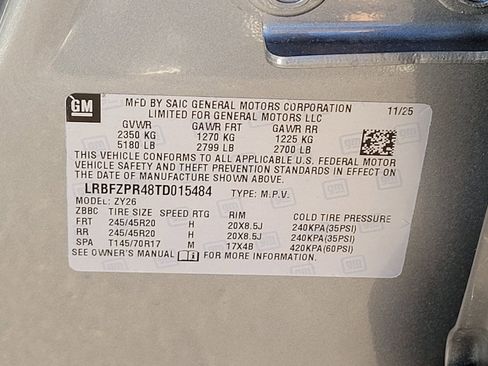 GM
MFD BY SAIC GENERAL MOTORS CORPORATION 11/25
LIMITED FOR GENERAL MOTORS LLC
GVWR GAWR FRT GAWR RR
2350 KG 1270 KG 1225 KG
5180 LB 2799 LB 2700 LB
THIS VEHICLE CONFORMS TO ALL APPLICABLE U.S. FEDERAL MOTOR
VEHICLE SAFETY AND THEFT PREVENTION STANDARDS IN EFFECT ON
THE DATE OF MANUFACTURE SHOWN ABOVE.
LRBFZPR48TD015484 TYPE: M.P.V.
MODEL: ZY26
ZBBC TIRE SIZE SPEED RTG RIM COLD TIRE PRESSURE
FRT 245/45R20 H 20X8.5J 240KPA(35PSI)
RR 245/45R20 H 20X8.5J 240KPA(35PSI)
SPA T145/70R17 M 17X4B 420KPA(60PSI)
SEE OWNER'S MANUAL FOR MORE INFORMATION.